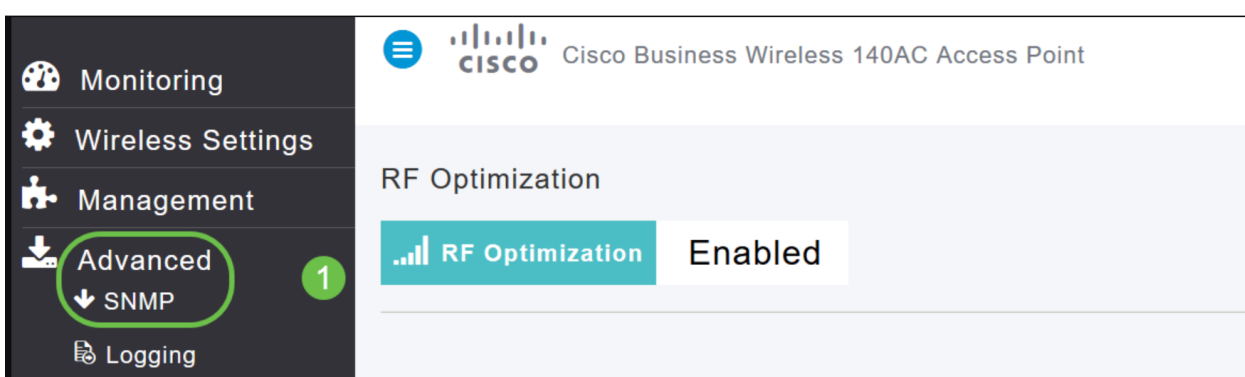 Monitoring
Wireless Settings
Management
Advanced
SNMP
1
Logging
CISCO Cisco Business Wireless 140AC Access Point
RF Optimization
RF Optimization Enabled